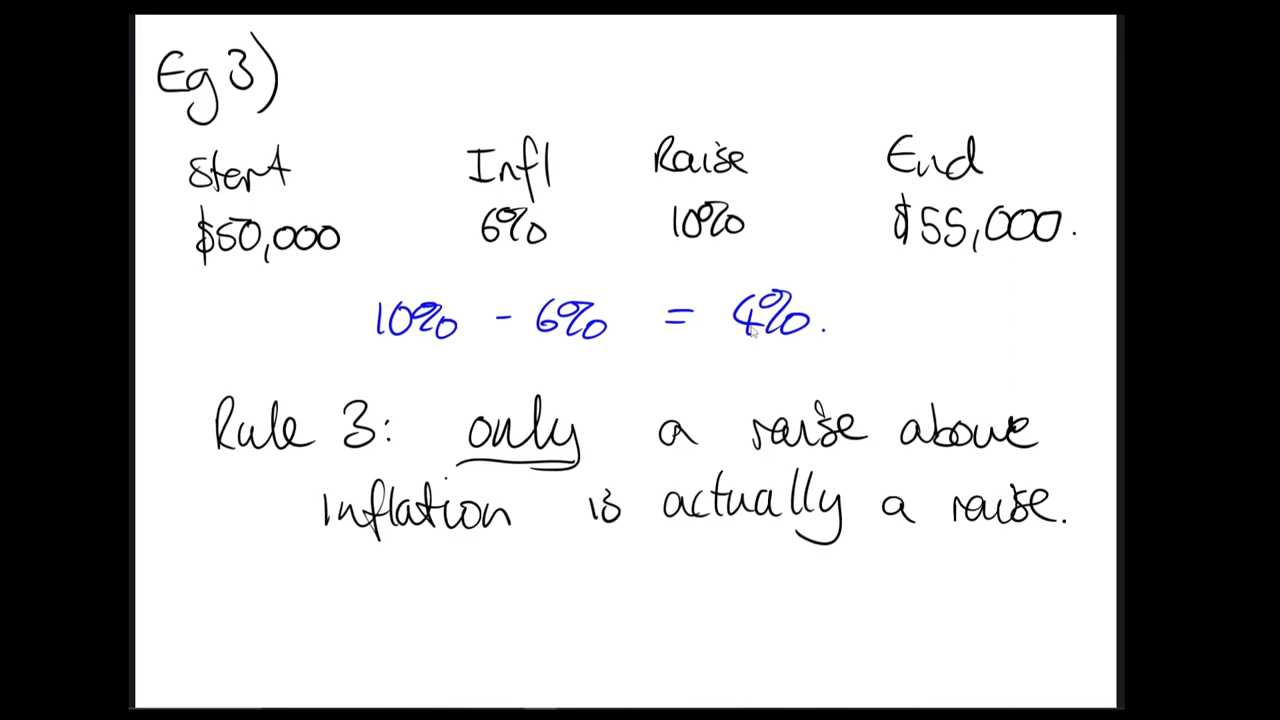 Eg 3)
Start Infl Raise End
$50,000 6% 10% $55,000.
10% - 6% = 4%.
Rule 3: only a raise above
inflation is actually a raise.